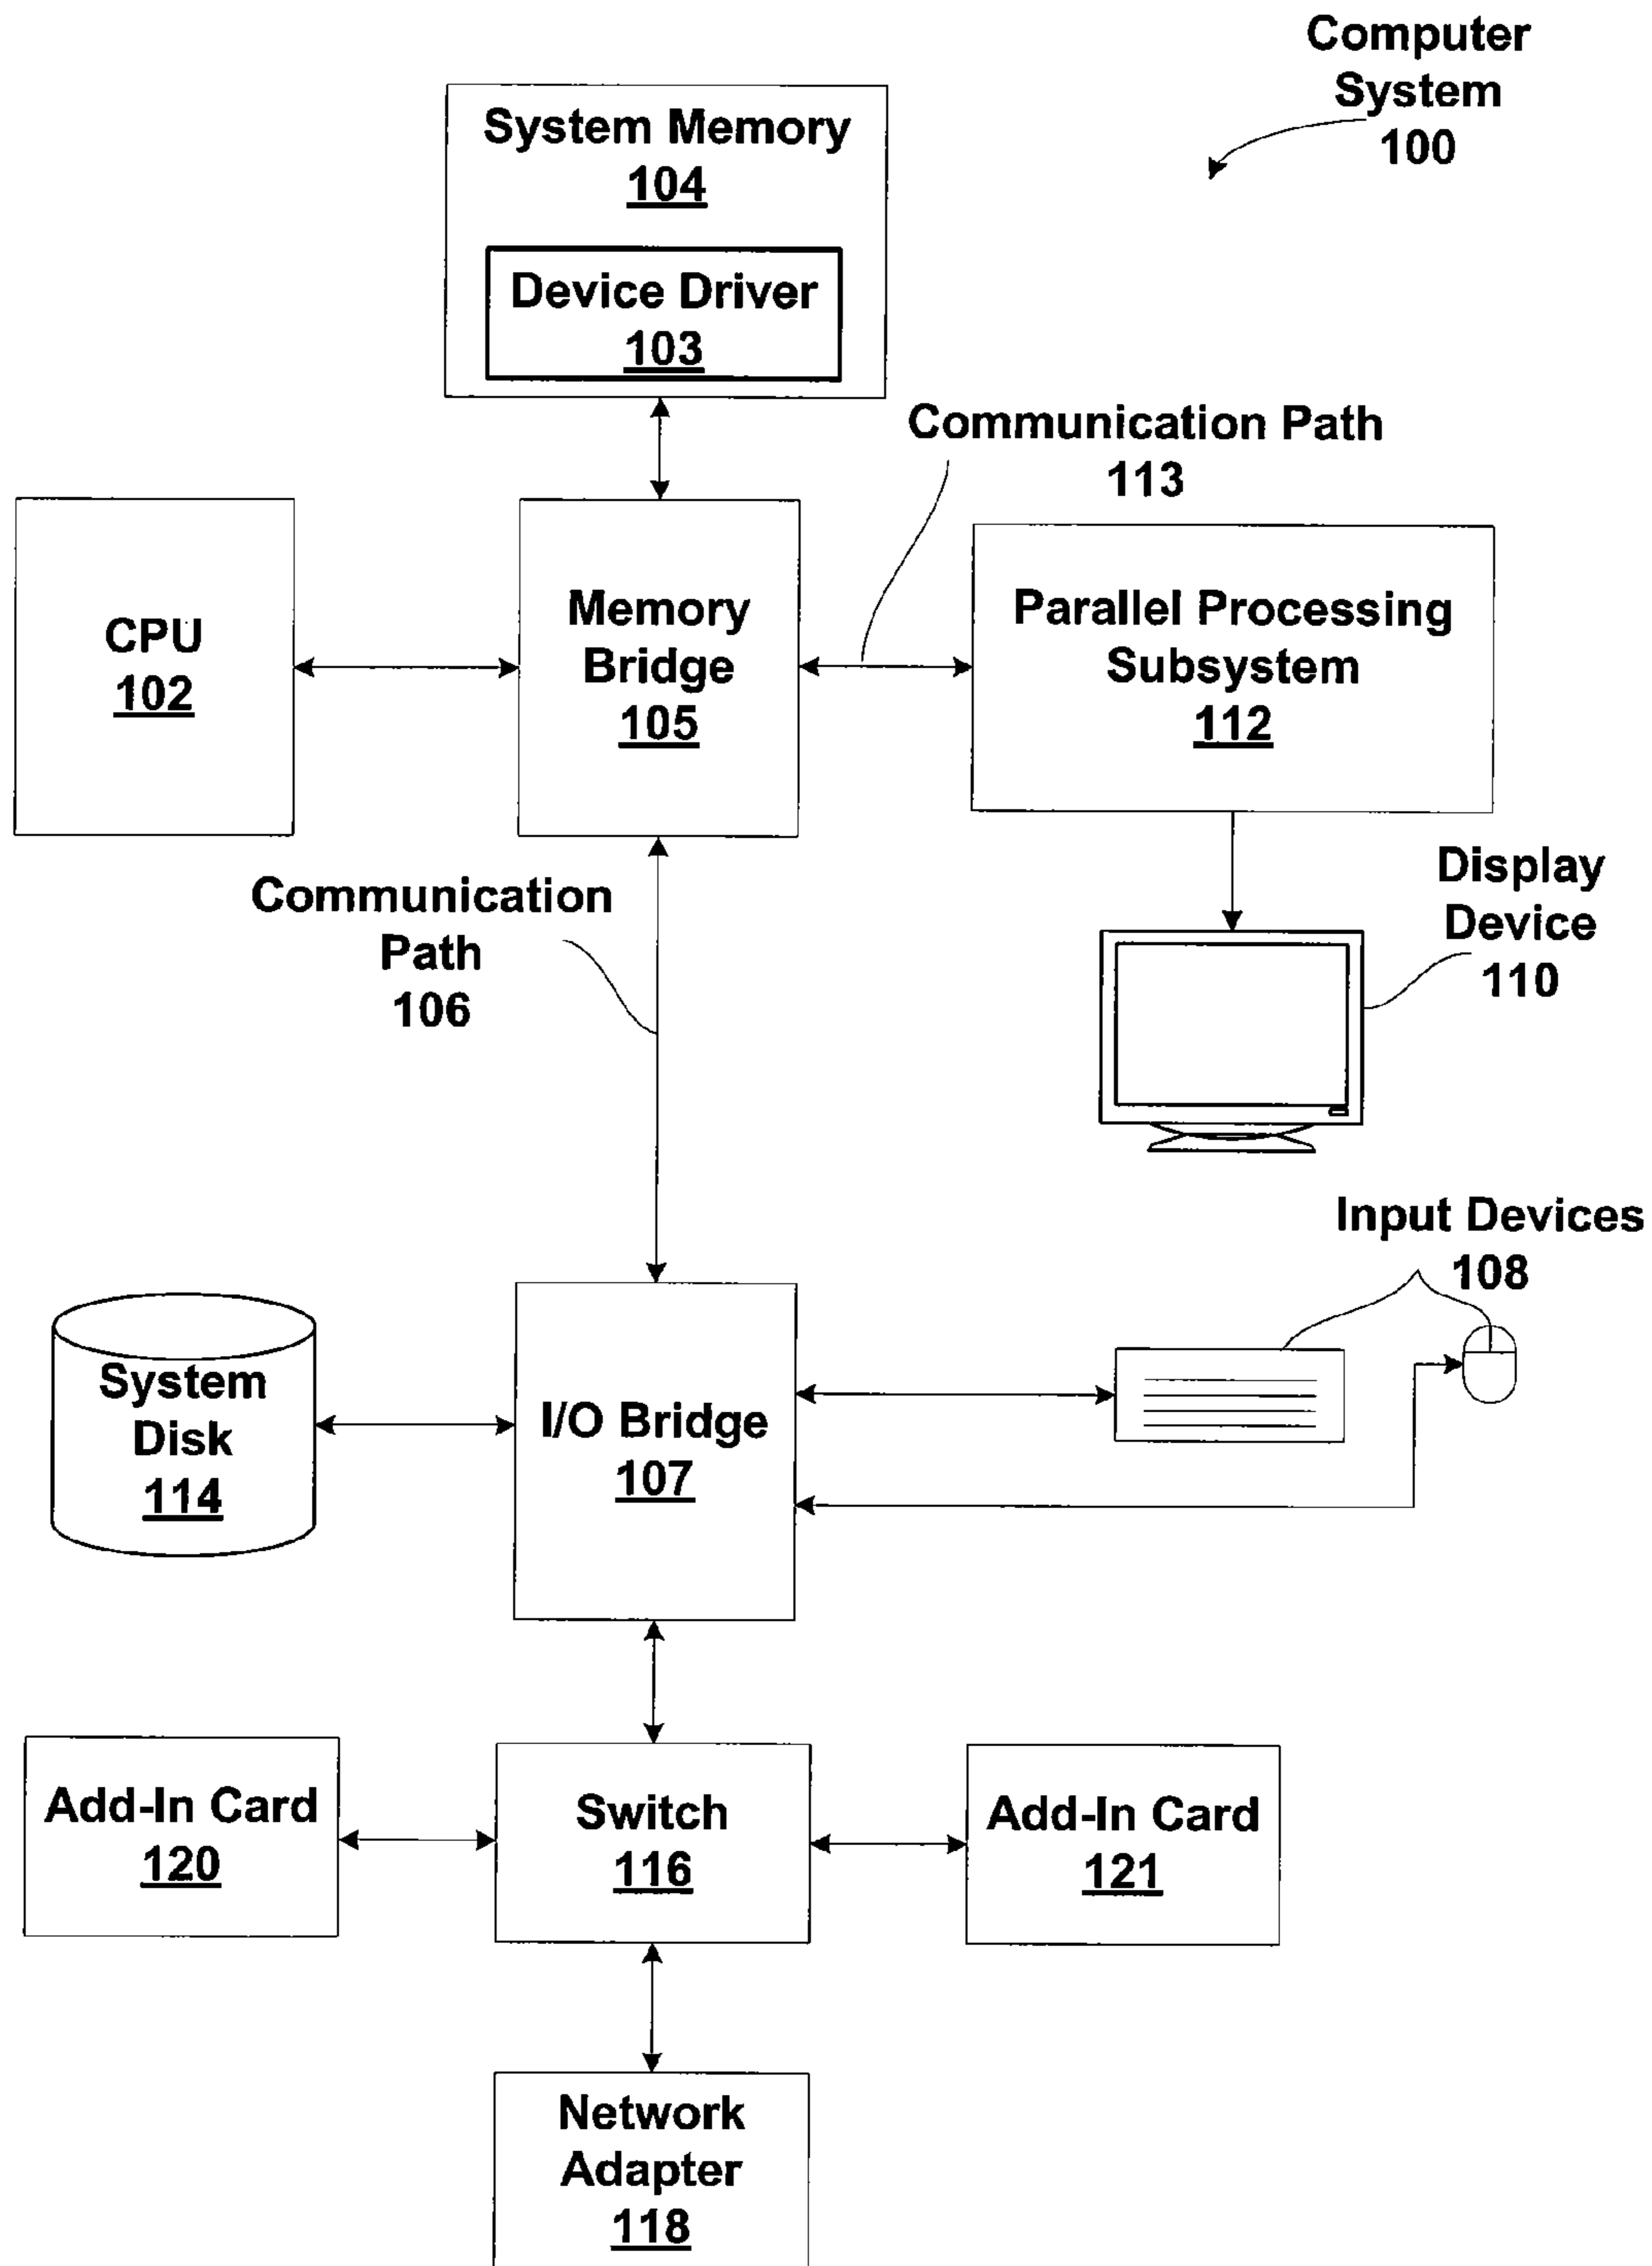 Computer
System
100
System Memory
104
Device Driver
103
Communication Path
113
CPU
102
Memory
Bridge
105
Parallel Processing
Subsystem
112
Communication
Path
106
Display
Device
110
Input Devices
108
System
Disk
114
I/O Bridge
107
Add-In Card
120
Switch
116
Add-In Card
121
Network
Adapter
118